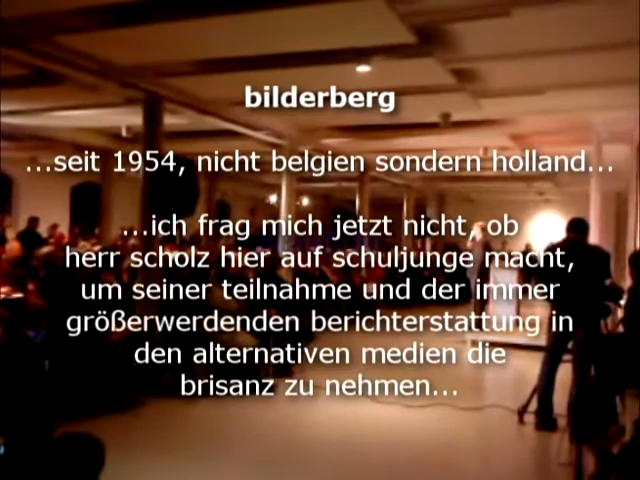 bilderberg
...seit 1954, nicht belgien sondern holland...
...ich frag mich jetzt nicht, ob
herr scholz hier auf schuljunge macht,
um seiner teilnahme und der immer
größerwerdenden berichterstattung in
den alternativen medien die
brisanz zu nehmen...